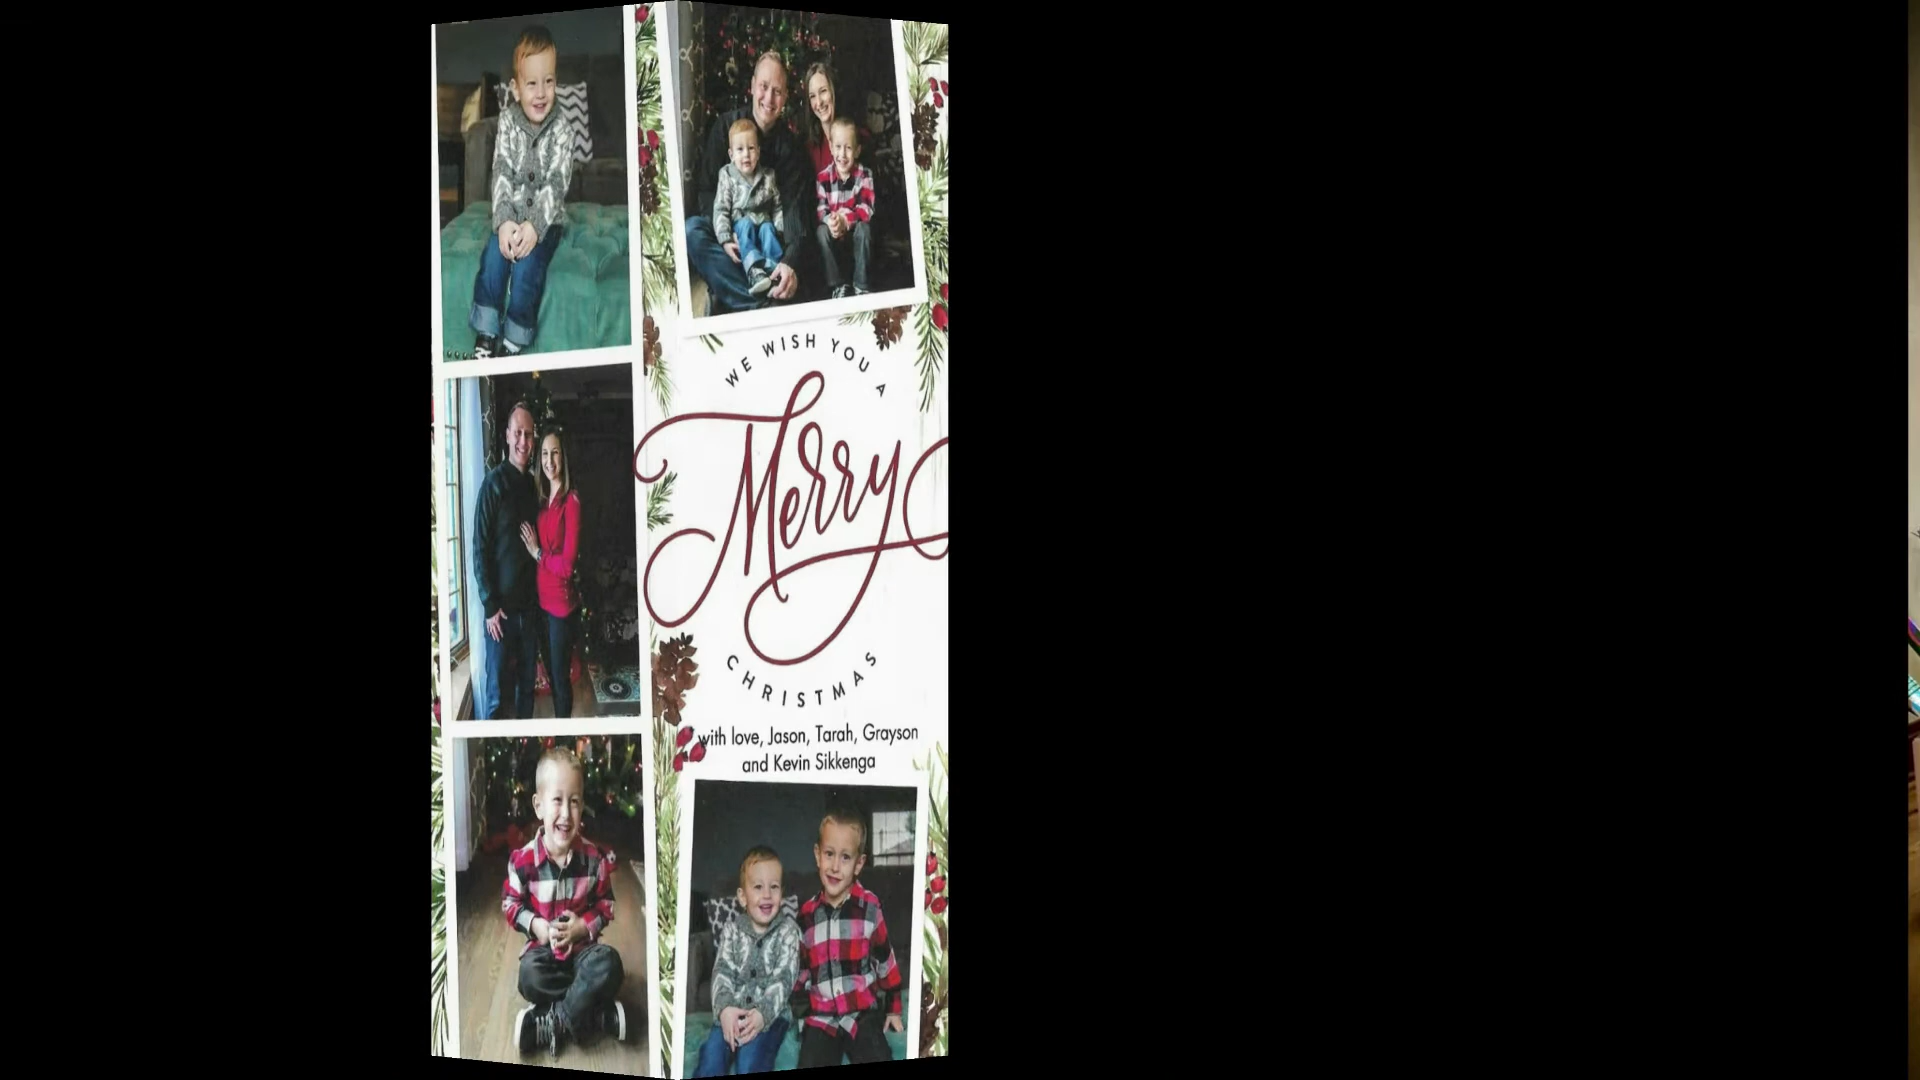 WE WISH YOU A
Merry
CHRISTMAS
with love, Jason, Tarah, Grayson
and Kevin Sikkenga